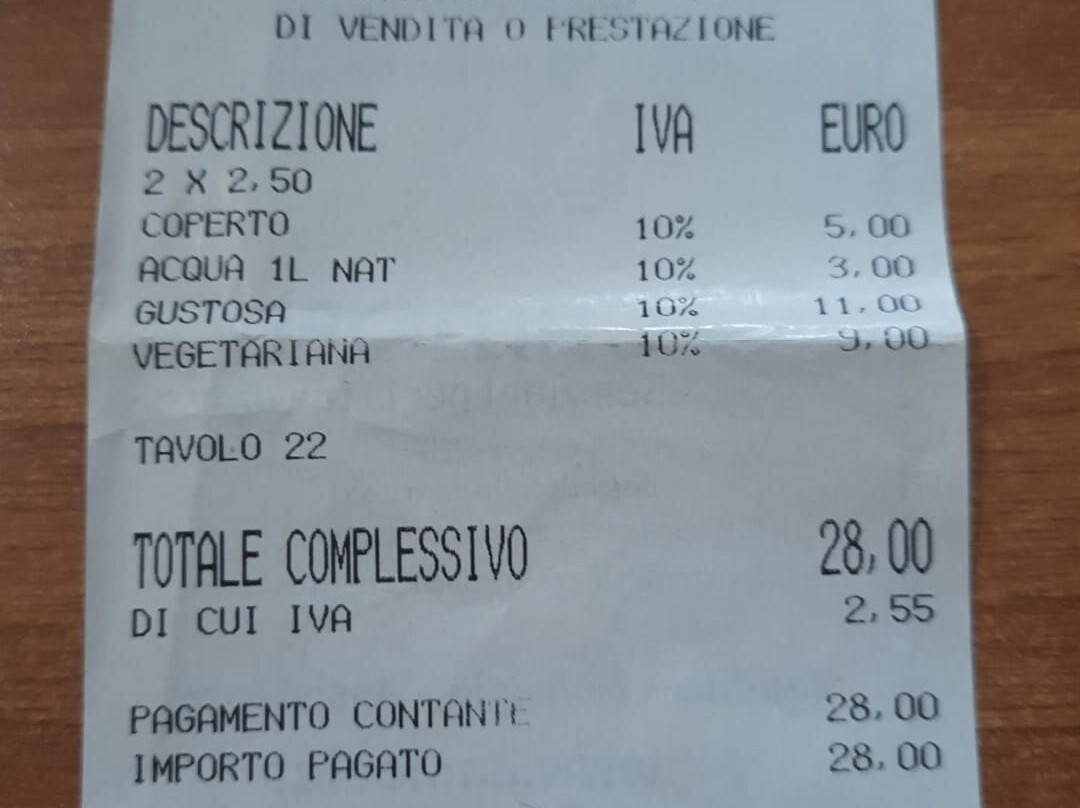 DI VENDITA O PRESTAZIONE
DESCRIZIONE IVA EURO
2 X 2,50
COPERTO 10% 5,00
ACQUA 1L NAT 10% 3,00
GUSTOSA 10% 11,00
VEGETARIANA 10% 9,00
TAVOLO 22
TOTALE COMPLESSIVO 28,00
DI CUI IVA 2,55
PAGAMENTO CONTANTE 28,00
IMPORTO PAGATO 28,00